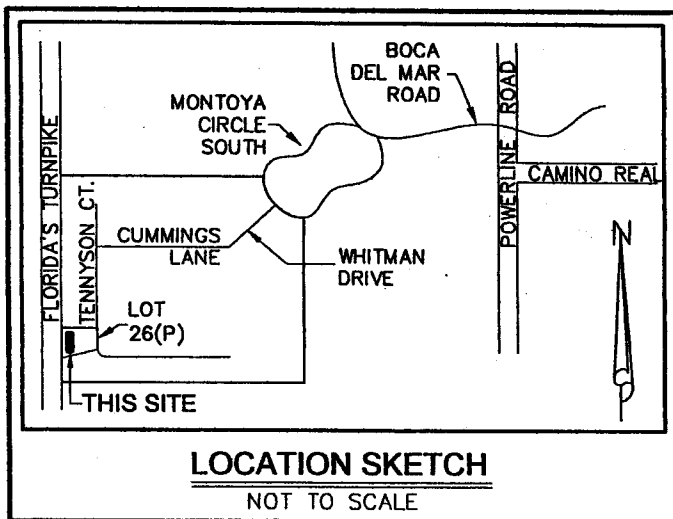 BOCA
DEL MAR
ROAD
MONTOYA
CIRCLE
SOUTH
POWERLINE ROAD
CAMINO REAL
FLORIDA'S TURNPIKE
TENNYSON CT.
CUMMINGS
LANE
WHITMAN
DRIVE
N
LOT
26(P)
THIS SITE
LOCATION SKETCH
NOT TO SCALE